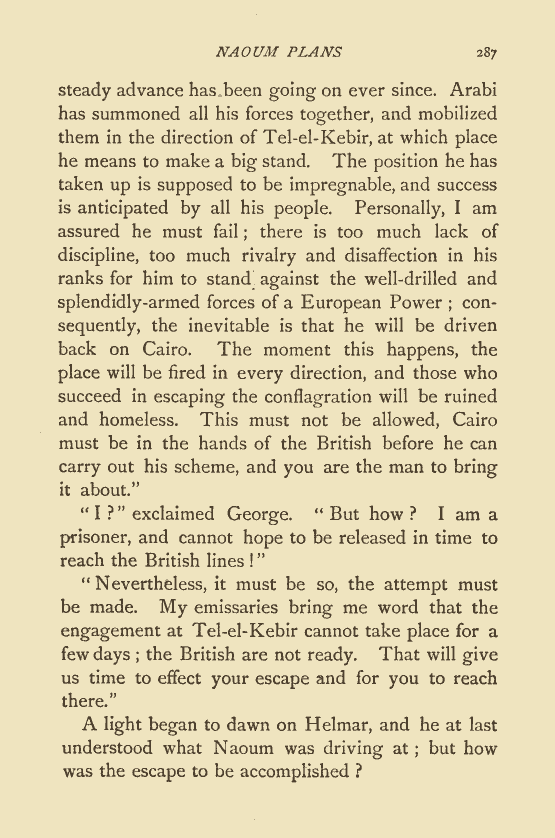 NAOUM PLANS 287
steady advance has been going on ever since. Arabi
has summoned all his forces together, and mobilized
them in the direction of Tel-el-Kebir, at which place
he means to make a big stand. The position he has
taken up is supposed to be impregnable, and success
is anticipated by all his people. Personally, I am
assured he must fail; there is too much lack of
discipline, too much rivalry and disaffection in his
ranks for him to stand against the well-drilled and
splendidly-armed forces of a European Power; con-
sequently, the inevitable is that he will be driven
back on Cairo. The moment this happens, the
place will be fired in every direction, and those who
succeed in escaping the conflagration will be ruined
and homeless. This must not be allowed, Cairo
must be in the hands of the British before he can
carry out his scheme, and you are the man to bring
it about."
"I?" exclaimed George. "But how? I am a
prisoner, and cannot hope to be released in time to
reach the British lines!"
"Nevertheless, it must be so, the attempt must
be made. My emissaries bring me word that the
engagement at Tel-el-Kebir cannot take place for a
few days; the British are not ready. That will give
us time to effect your escape and for you to reach
there."
A light began to dawn on Helmar, and he at last
understood what Naoum was driving at; but how
was the escape to be accomplished?